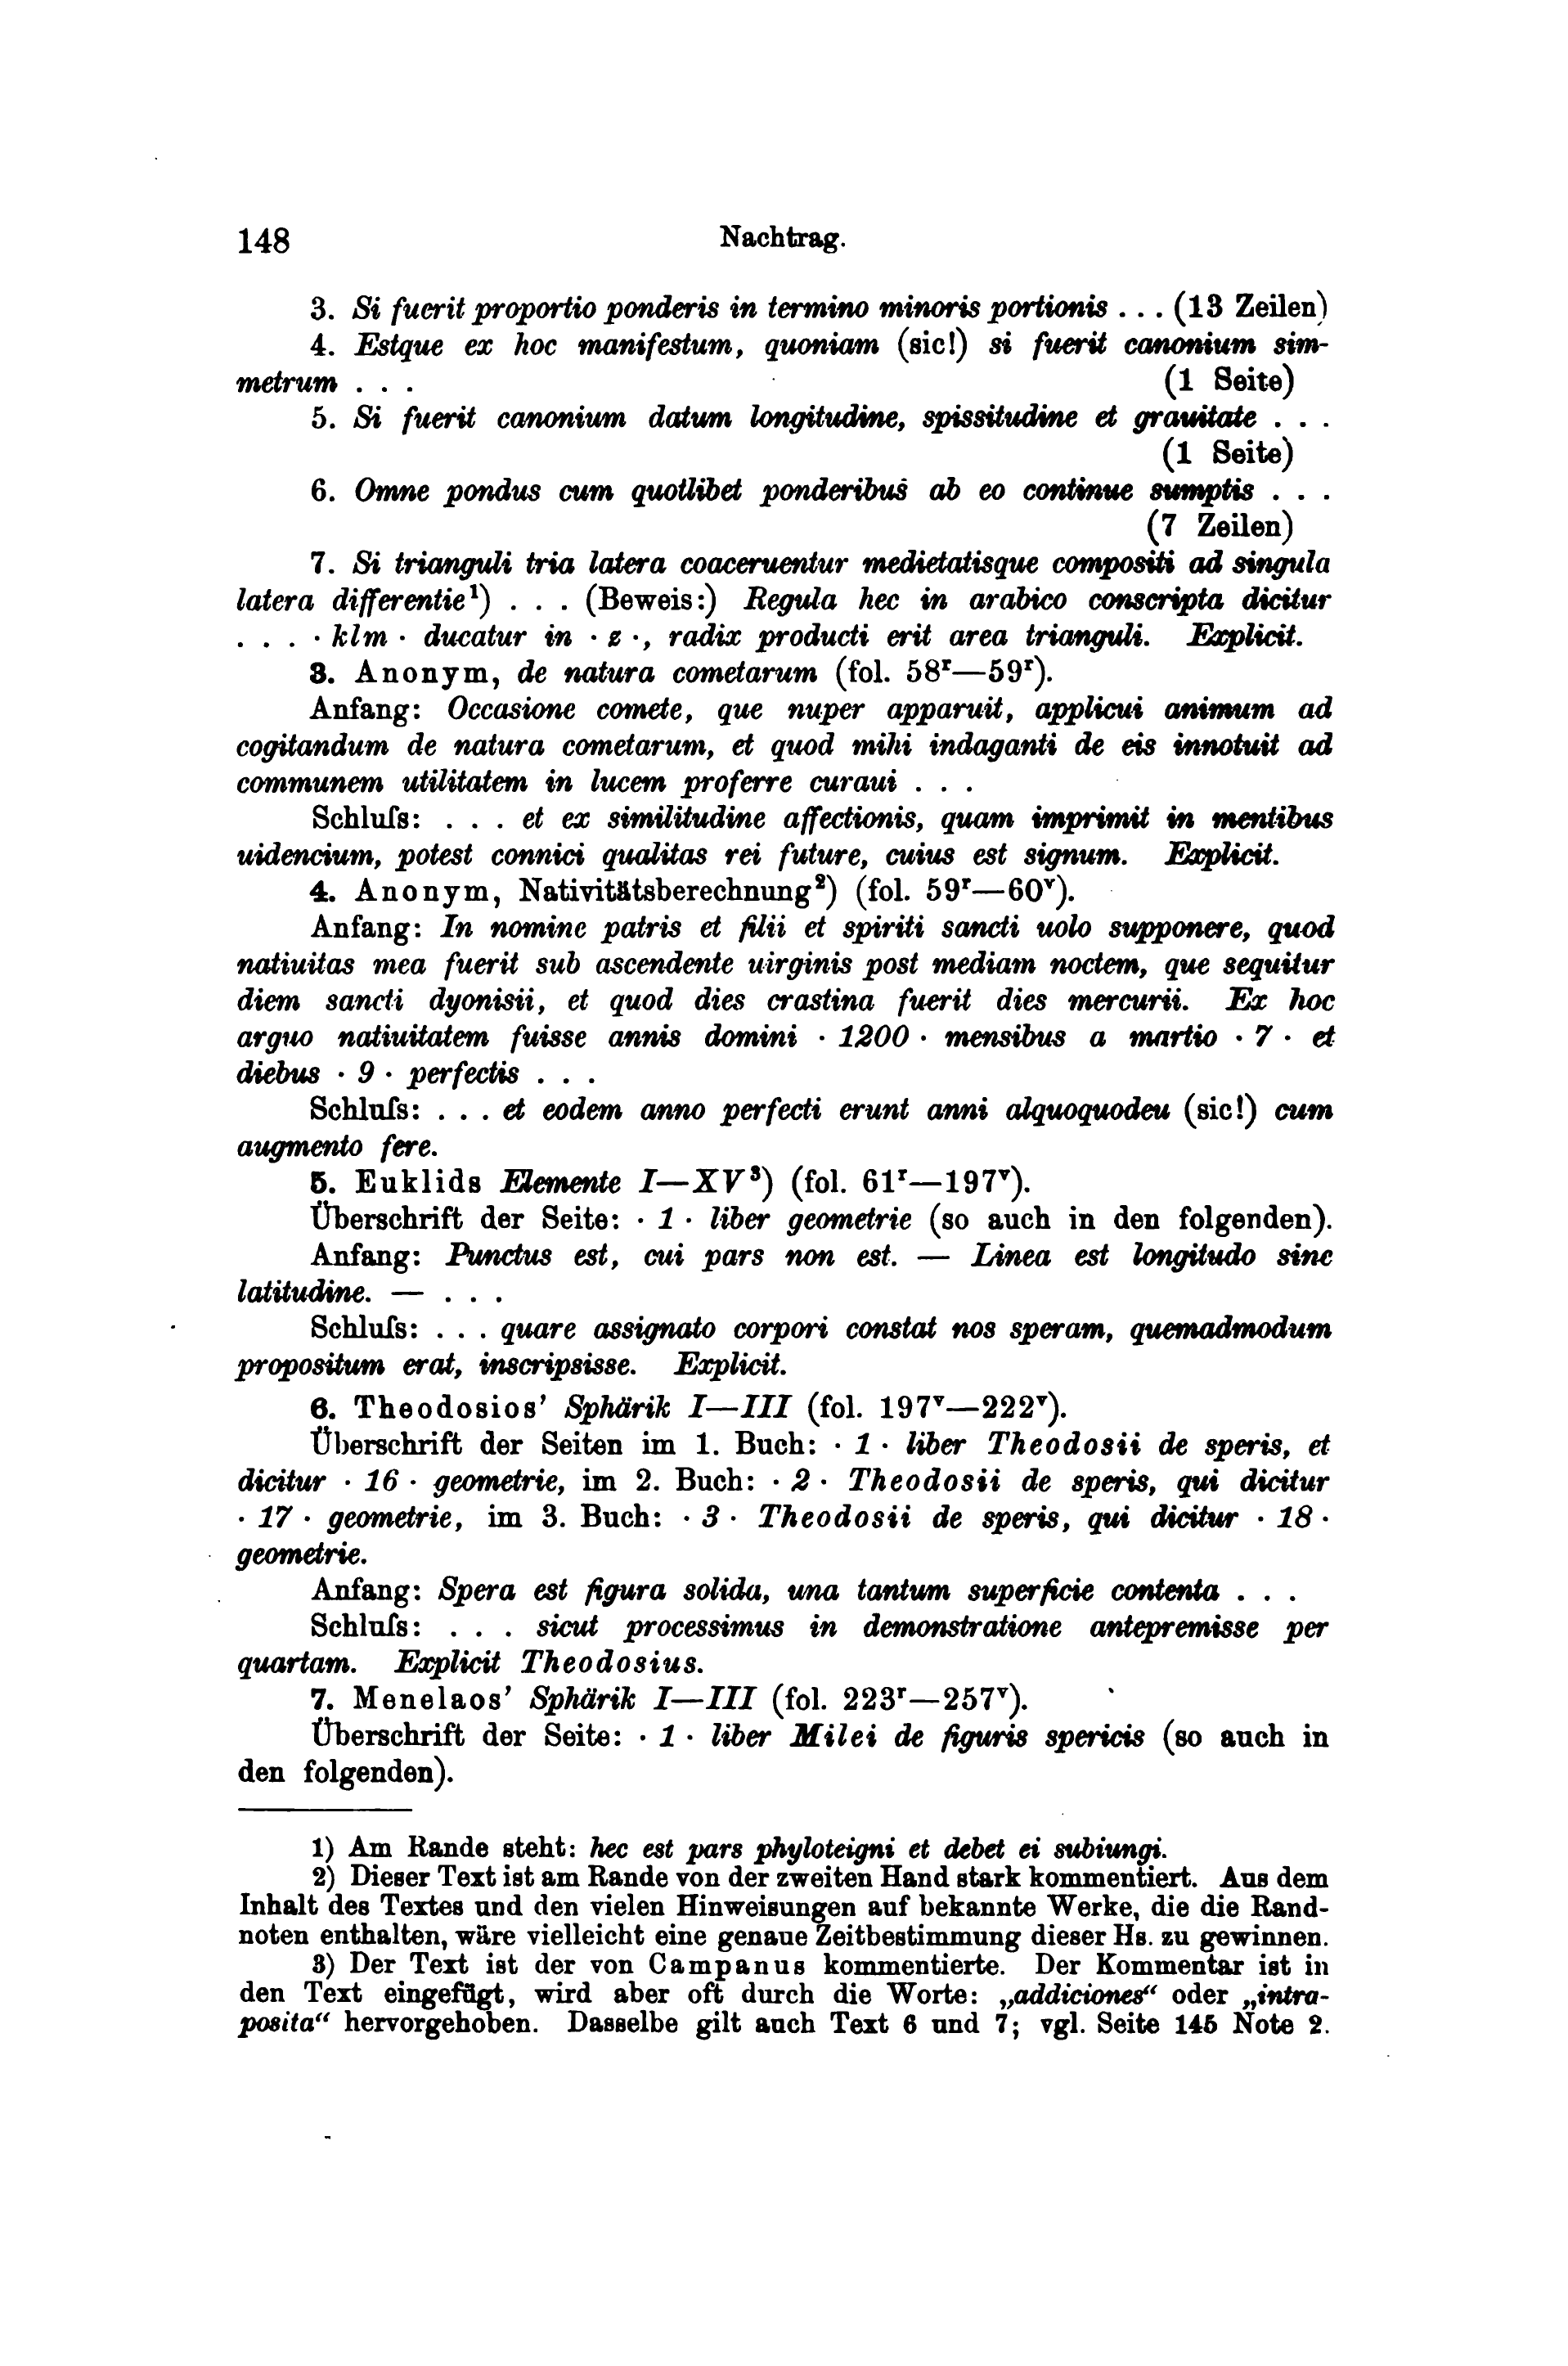 148 Nachtrag.
3. Si fuerit proportio ponderis in termino minoris portionis . . . (13 Zeilen)
4. Estque ex hoc manifestum, quoniam (sic!) si fuerit canonium sim-
metrum . . . (1 Seite)
5. Si fuerit canonium datum longitudine, spissitudine et grauitate . . .
(1 Seite)
6. Omne pondus cum quotlibet ponderibus ab eo continue sumptis . . .
(7 Zeilen)
7. Si trianguli tria latera coaceruentur medietatisque compositi ad singula
latera differentie¹) . . . (Beweis:) Regula hec in arabico conscripta dicitur
. . . · klm · ducatur in · z ·, radix producti erit area trianguli. Explicit.
3. Anonym, de natura cometarum (fol. 58ʳ—59ʳ).
Anfang: Occasione comete, que nuper apparuit, applicui animum ad
cogitandum de natura cometarum, et quod mihi indaganti de eis innotuit ad
communem utilitatem in lucem proferre curaui . . .
Schluſs: . . . et ex similitudine affectionis, quam imprimit in mentibus
uidencium, potest connici qualitas rei future, cuius est signum. Explicit.
4. Anonym, Nativitätsberechnung²) (fol. 59ʳ—60ᵛ).
Anfang: In nomine patris et filii et spiriti sancti uolo supponere, quod
natiuitas mea fuerit sub ascendente uirginis post mediam noctem, que sequitur
diem sancti dyonisii, et quod dies crastina fuerit dies mercurii. Ex hoc
arguo natiuitatem fuisse annis domini · 1200 · mensibus a martio · 7 · et
diebus · 9 · perfectis . . .
Schluſs: . . . et eodem anno perfecti erunt anni alquoquodeu (sic!) cum
augmento fere.
5. Euklids Elemente I—XV³) (fol. 61ʳ—197ᵛ).
Überschrift der Seite: · 1 · liber geometrie (so auch in den folgenden).
Anfang: Punctus est, cui pars non est. — Linea est longitudo sine
latitudine. — . . .
Schluſs: . . . quare assignato corpori constat nos speram, quemadmodum
propositum erat, inscripsisse. Explicit.
6. Theodosios' Sphärik I—III (fol. 197ᵛ—222ᵛ).
Überschrift der Seiten im 1. Buch: · 1 · liber Theodosii de speris, et
dicitur · 16 · geometrie, im 2. Buch: · 2 · Theodosii de speris, qui dicitur
· 17 · geometrie, im 3. Buch: · 3 · Theodosii de speris, qui dicitur · 18 ·
geometrie.
Anfang: Spera est figura solida, una tantum superficie contenta . . .
Schluſs: . . . sicut processimus in demonstratione antepremisse per
quartam. Explicit Theodosius.
7. Menelaos' Sphärik I—III (fol. 223ʳ—257ᵛ).
Überschrift der Seite: · 1 · liber Milei de figuris spericis (so auch in
den folgenden).
1) Am Rande steht: hec est pars phyloteigni et debet ei subiungi.
2) Dieser Text ist am Rande von der zweiten Hand stark kommentiert. Aus dem
Inhalt des Textes und den vielen Hinweisungen auf bekannte Werke, die die Rand-
noten enthalten, wäre vielleicht eine genaue Zeitbestimmung dieser Hs. zu gewinnen.
3) Der Text ist der von Campanus kommentierte. Der Kommentar ist in
den Text eingefügt, wird aber oft durch die Worte: „addiciones“ oder „intra-
posita“ hervorgehoben. Dasselbe gilt auch Text 6 und 7; vgl. Seite 145 Note 2.